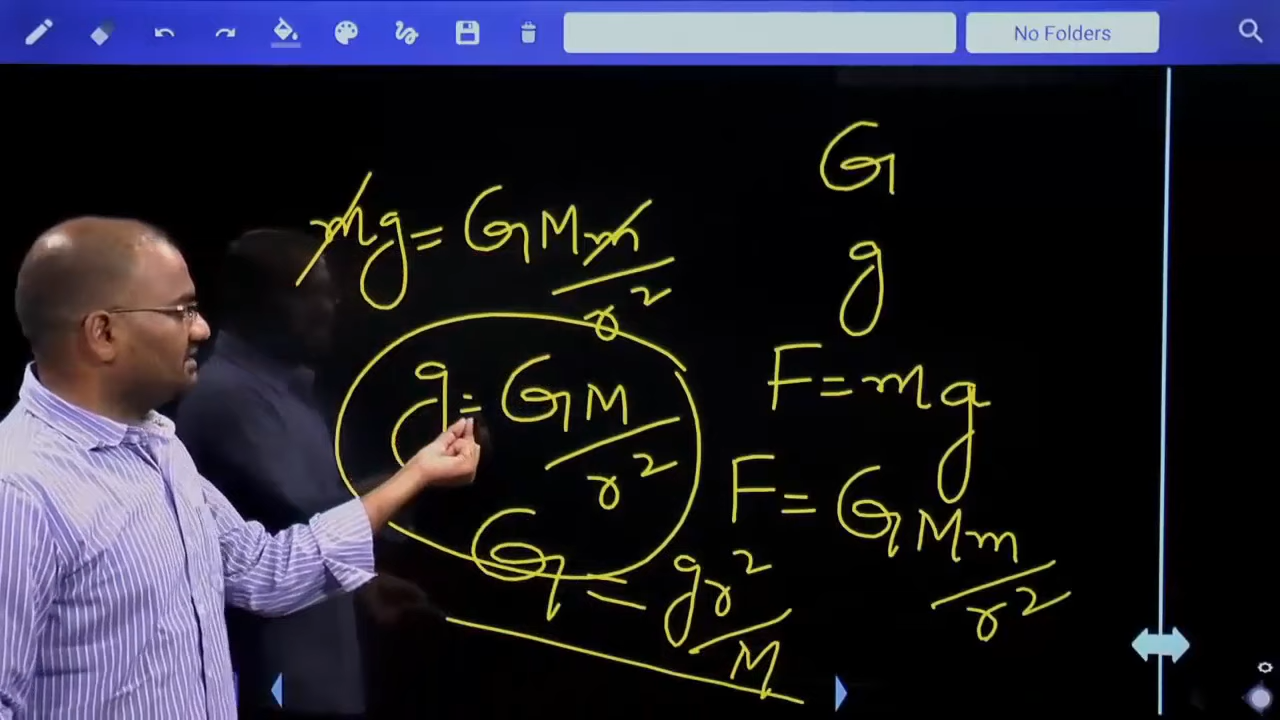 No Folders
G
g
mg = GMm/r²
g = GM/r²
G = gr²/M
F = mg
F = GMm/r²